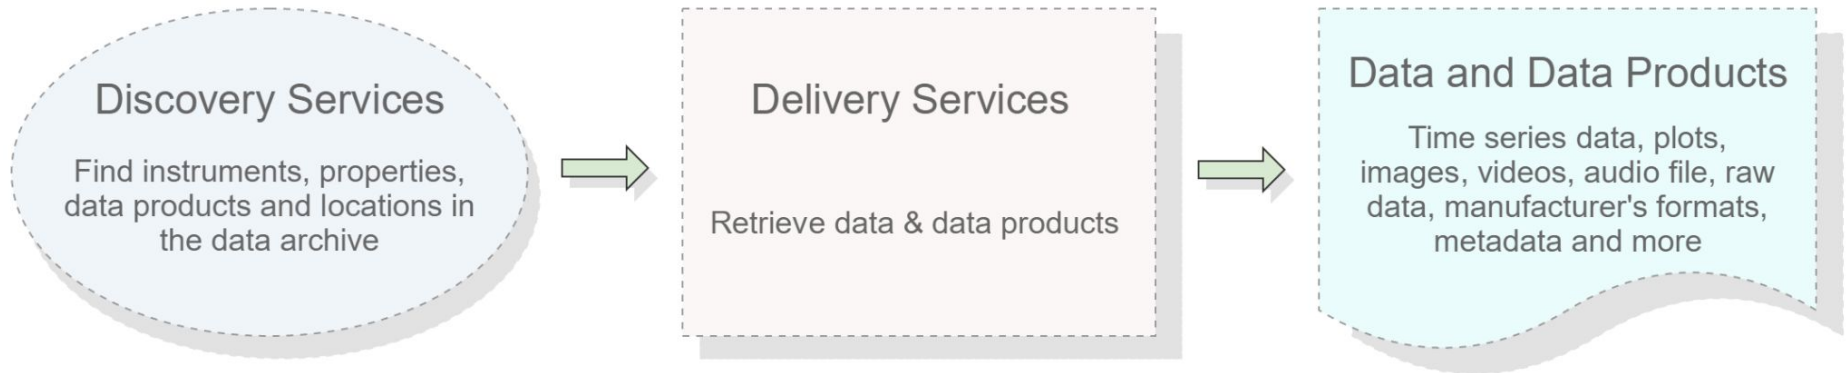 Discovery Services
Find instruments, properties,
data products and locations in
the data archive
Delivery Services
Retrieve data & data products
Data and Data Products
Time series data, plots,
images, videos, audio file, raw
data, manufacturer's formats,
metadata and more